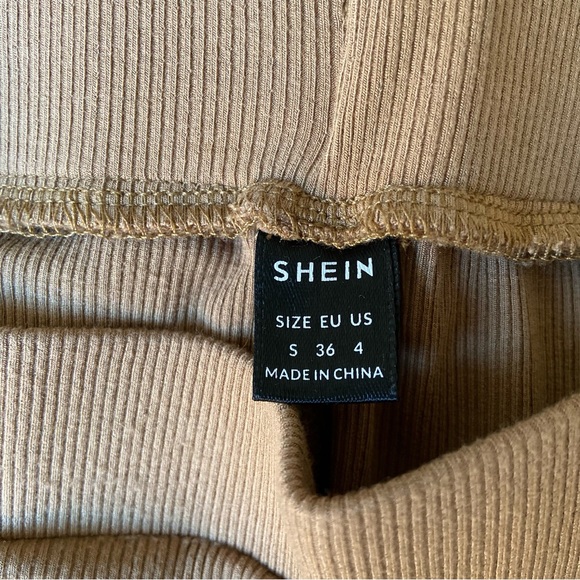 SHEIN
SIZE EU US
S 36 4
MADE IN CHINA